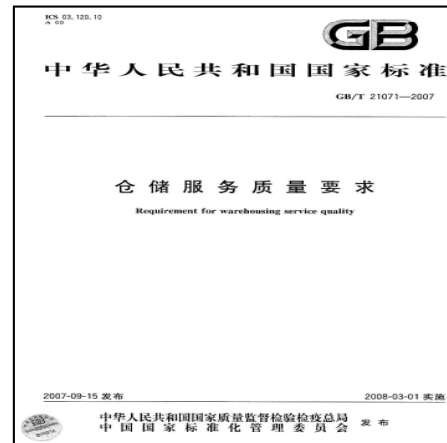 ICS 03.120.10
A 00
GB
中华人民共和国国家标准
GB/T 21071—2007
仓储服务质量要求
Requirement for warehousing service quality
2007-09-15 发布
2008-03-01 实施
中华人民共和国国家质量监督检验检疫总局
中国国家标准化管理委员会
发布